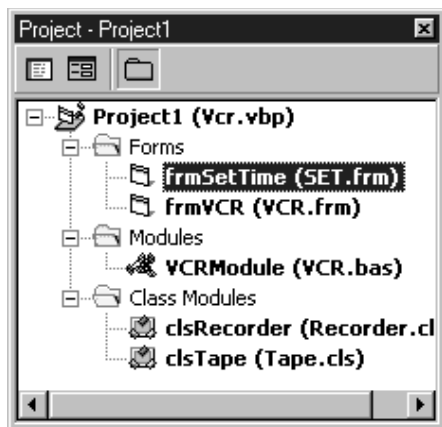 Project - Project1
Project1 (Vcr.vbp)
Forms
frmSetTime (SET.frm)
frmVCR (VCR.frm)
Modules
VCRModule (VCR.bas)
Class Modules
clsRecorder (Recorder.cl
clsTape (Tape.cls)